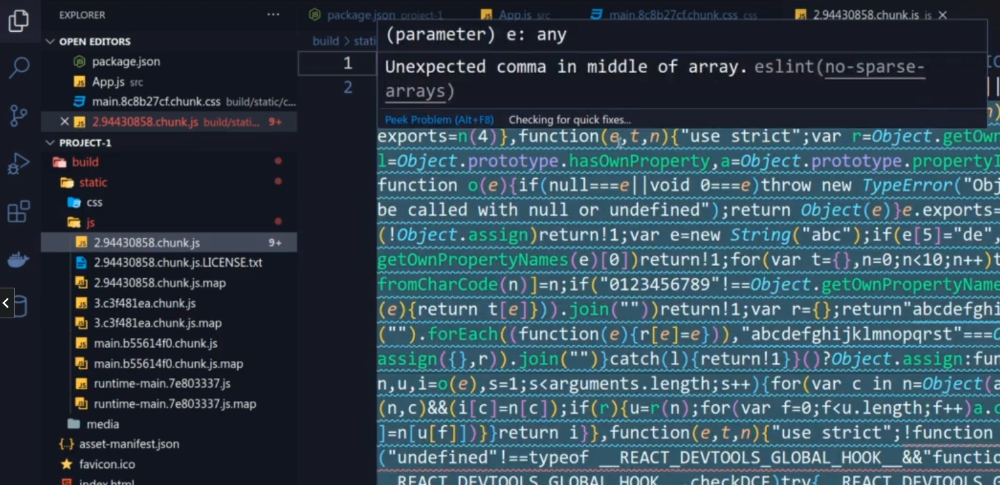 EXPLORER
OPEN EDITORS
package.json
App.js src
main.8c8b27cf.chunk.css build/static/c...
2.94430858.chunk.js build/stati... 9+
PROJECT-1
build
static
css
js
2.94430858.chunk.js 9+
2.94430858.chunk.js.LICENSE.txt
2.94430858.chunk.js.map
3.c3f481ea.chunk.js
3.c3f481ea.chunk.js.map
main.b55614f0.chunk.js
main.b55614f0.chunk.js.map
runtime-main.7e803337.js
runtime-main.7e803337.js.map
media
asset-manifest.json
favicon.ico
index.html
package.json project-1 App.js src main.8c8b27cf.chunk.css css 2.94430858.chunk.js js
build > stati
1
2
(parameter) e: any
Unexpected comma in middle of array. eslint(no-sparse-
arrays)
Peek Problem (Alt+F8) Checking for quick fixes...
exports=n(4)},function(e,t,n){"use strict";var r=Object.getOwn
l=Object.prototype.hasOwnProperty,a=Object.prototype.propertyI
function o(e){if(null===e||void 0===e)throw new TypeError("Obj
be called with null or undefined");return Object(e)}e.exports=
(!Object.assign)return!1;var e=new String("abc");if(e[5]="de",
getOwnPropertyNames(e)[0])return!1;for(var t={},n=0;n<10;n++)t
fromCharCode(n)]=n;if("0123456789"!==Object.getOwnPropertyName
(e){return t[e]})).join(""))return!1;var r={};return"abcdefghi
("").forEach((function(e){r[e]=e})),"abcdefghijklmnopqrst"===O
assign({},r)).join("")}catch(l){return!1}}()?Object.assign:fun
n,u,i=o(e),s=1;s<arguments.length;s++){for(var c in n=Object(a
(n,c)&&(i[c]=n[c]);if(r){u=r(n);for(var f=0;f<u.length;f++)a.c
]=n[u[f]])}}return i}},function(e,t,n){"use strict";!function
("undefined"!==typeof __REACT_DEVTOOLS_GLOBAL_HOOK__&&"functio
__REACT_DEVTOOLS_GLOBAL_HOOK__.checkDCE)try{__REACT_DEVTOOLS_G